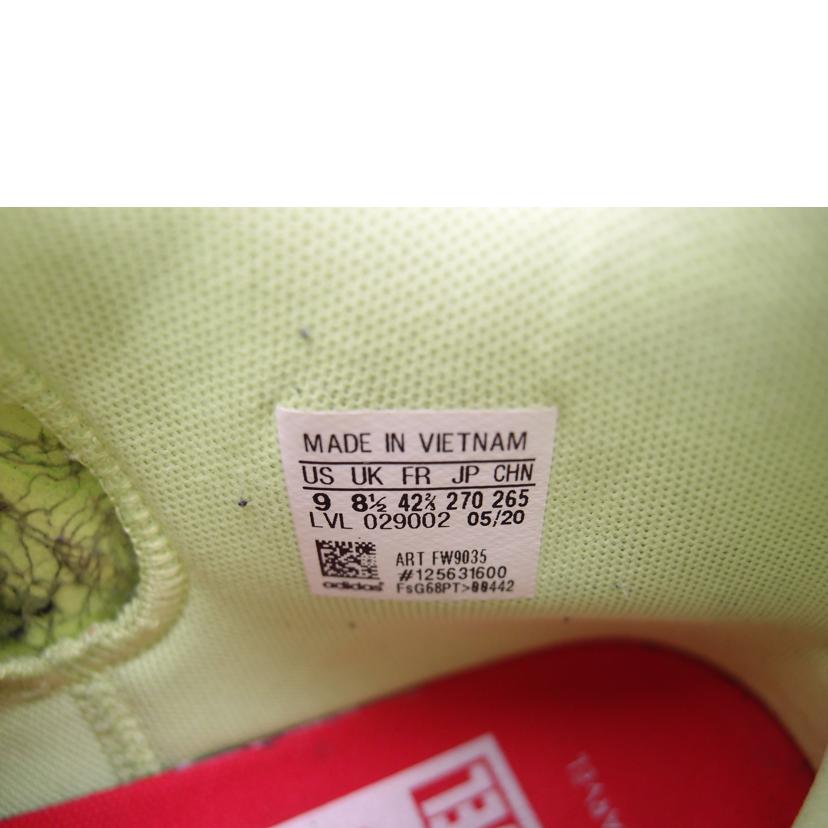 MADE IN VIETNAM
US UK FR JP CHN
9 8½ 42⅔ 270 265
LVL 029002 05/20
ART FW9035
#125631600
adidas FsG68PT>00442